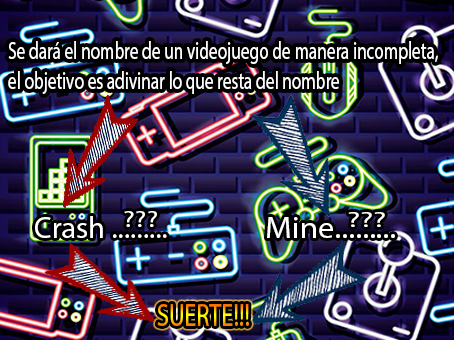 Se dará el nombre de un videojuego de manera incompleta,
el objetivo es adivinar lo que resta del nombre
Crash ..???.....
Mine..???.....
SUERTE!!!